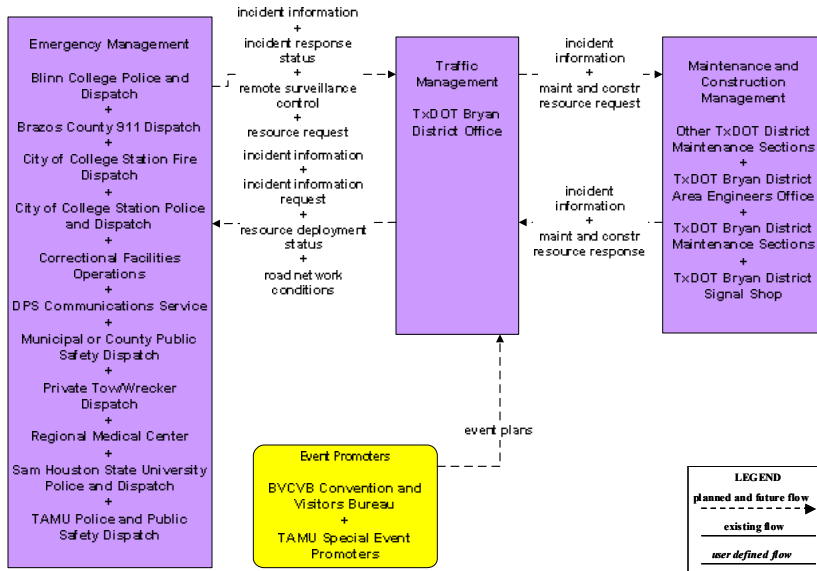 Emergency Management
Blinn College Police and
Dispatch
+
Brazos County 911 Dispatch
+
City of College Station Fire
Dispatch
+
City of College Station Police
and Dispatch
+
Correctional Facilities
Operations
+
DPS Communications Service
+
Municipal or County Public
Safety Dispatch
+
Private Tow/Wrecker
Dispatch
+
Regional Medical Center
+
Sam Houston State University
Police and Dispatch
+
TAMU Police and Public
Safety Dispatch
incident information
+
incident response
status
+
remote surveillance
control
+
resource request
incident information
+
incident information
request
+
resource deployment
status
+
road network
conditions
Traffic
Management
TxDOT Bryan
District Office
incident
information
+
maint and constr
resource request
incident
information
+
maint and constr
resource response
Maintenance and
Construction
Management
Other TxDOT District
Maintenance Sections
+
TxDOT Bryan District
Area Engineers Office
+
TxDOT Bryan District
Maintenance Sections
+
TxDOT Bryan District
Signal Shop
event plans
Event Promoters
BVCVB Convention and
Visitors Bureau
+
TAMU Special Event
Promoters
LEGEND
planned and future flow
existing flow
user defined flow